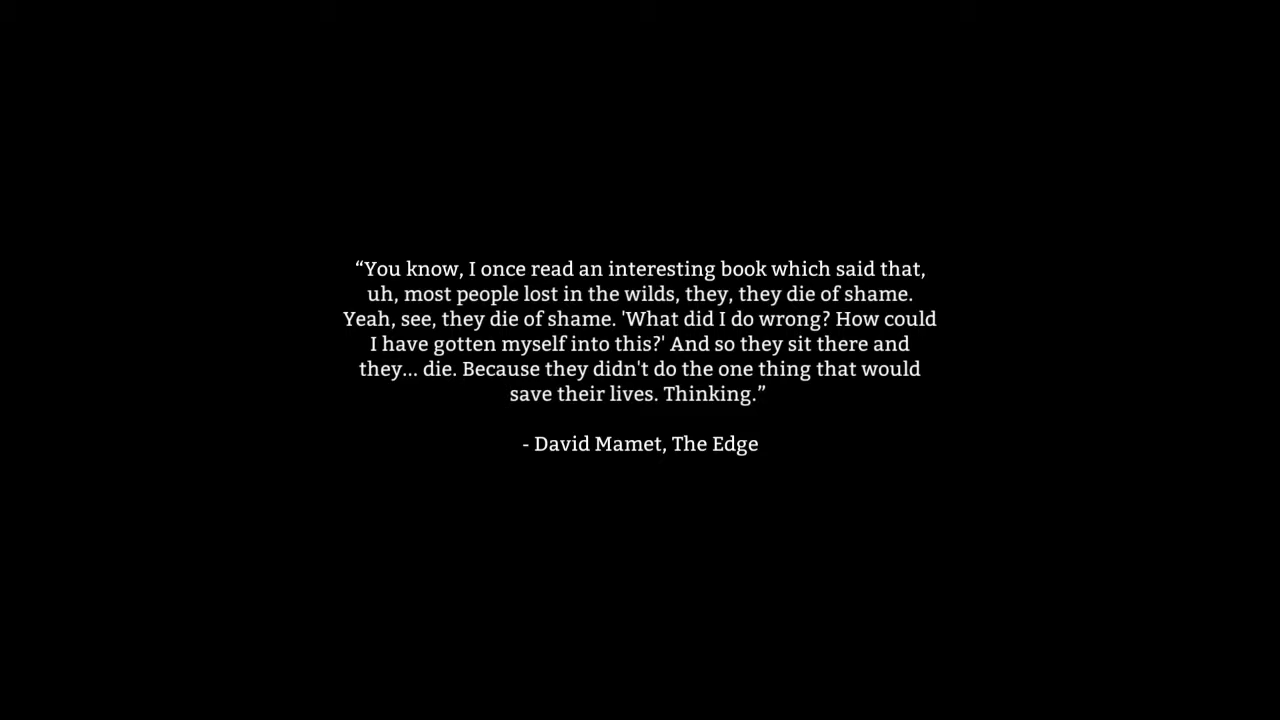 “You know, I once read an interesting book which said that,
uh, most people lost in the wilds, they, they die of shame.
Yeah, see, they die of shame. 'What did I do wrong? How could
I have gotten myself into this?' And so they sit there and
they... die. Because they didn't do the one thing that would
save their lives. Thinking.”
- David Mamet, The Edge